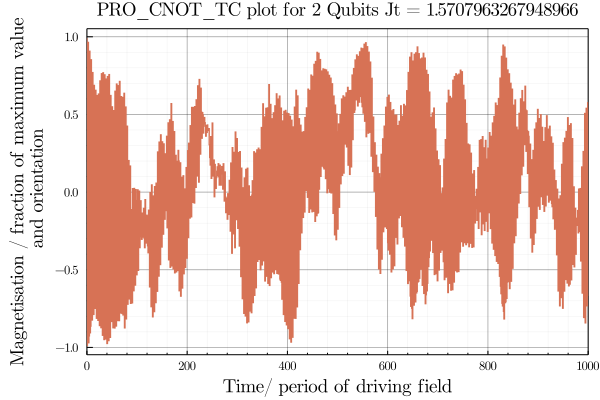 PRO_CNOT_TC plot for 2 Qubits Jt = 1.5707963267948966
Magnetisation / fraction of maximum value
and orientation
1.0
0.5
0.0
−0.5
−1.0
0 200 400 600 800 1000
Time/ period of driving field